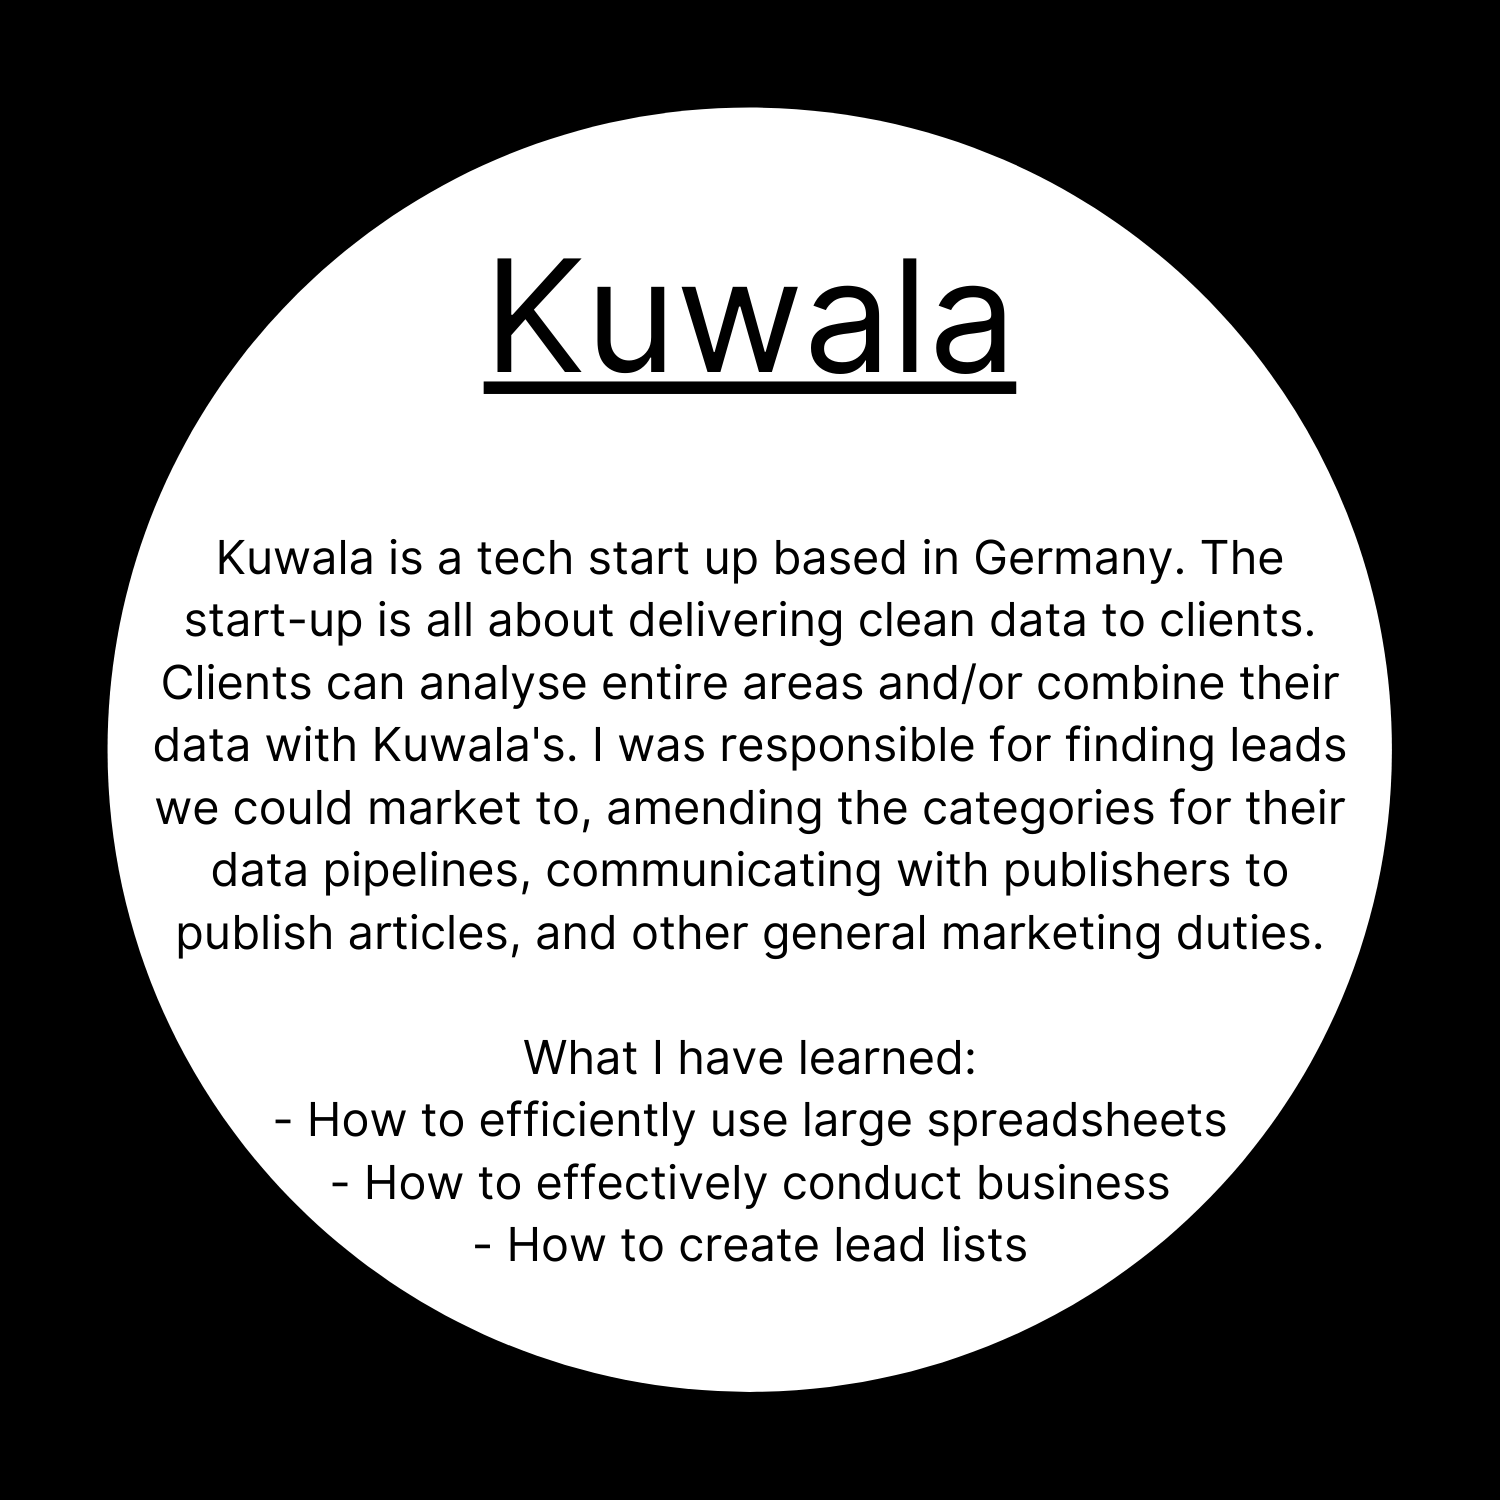 Kuwala
Kuwala is a tech start up based in Germany. The
start-up is all about delivering clean data to clients.
Clients can analyse entire areas and/or combine their
data with Kuwala's. I was responsible for finding leads
we could market to, amending the categories for their
data pipelines, communicating with publishers to
publish articles, and other general marketing duties.
What I have learned:
- How to efficiently use large spreadsheets
- How to effectively conduct business
- How to create lead lists